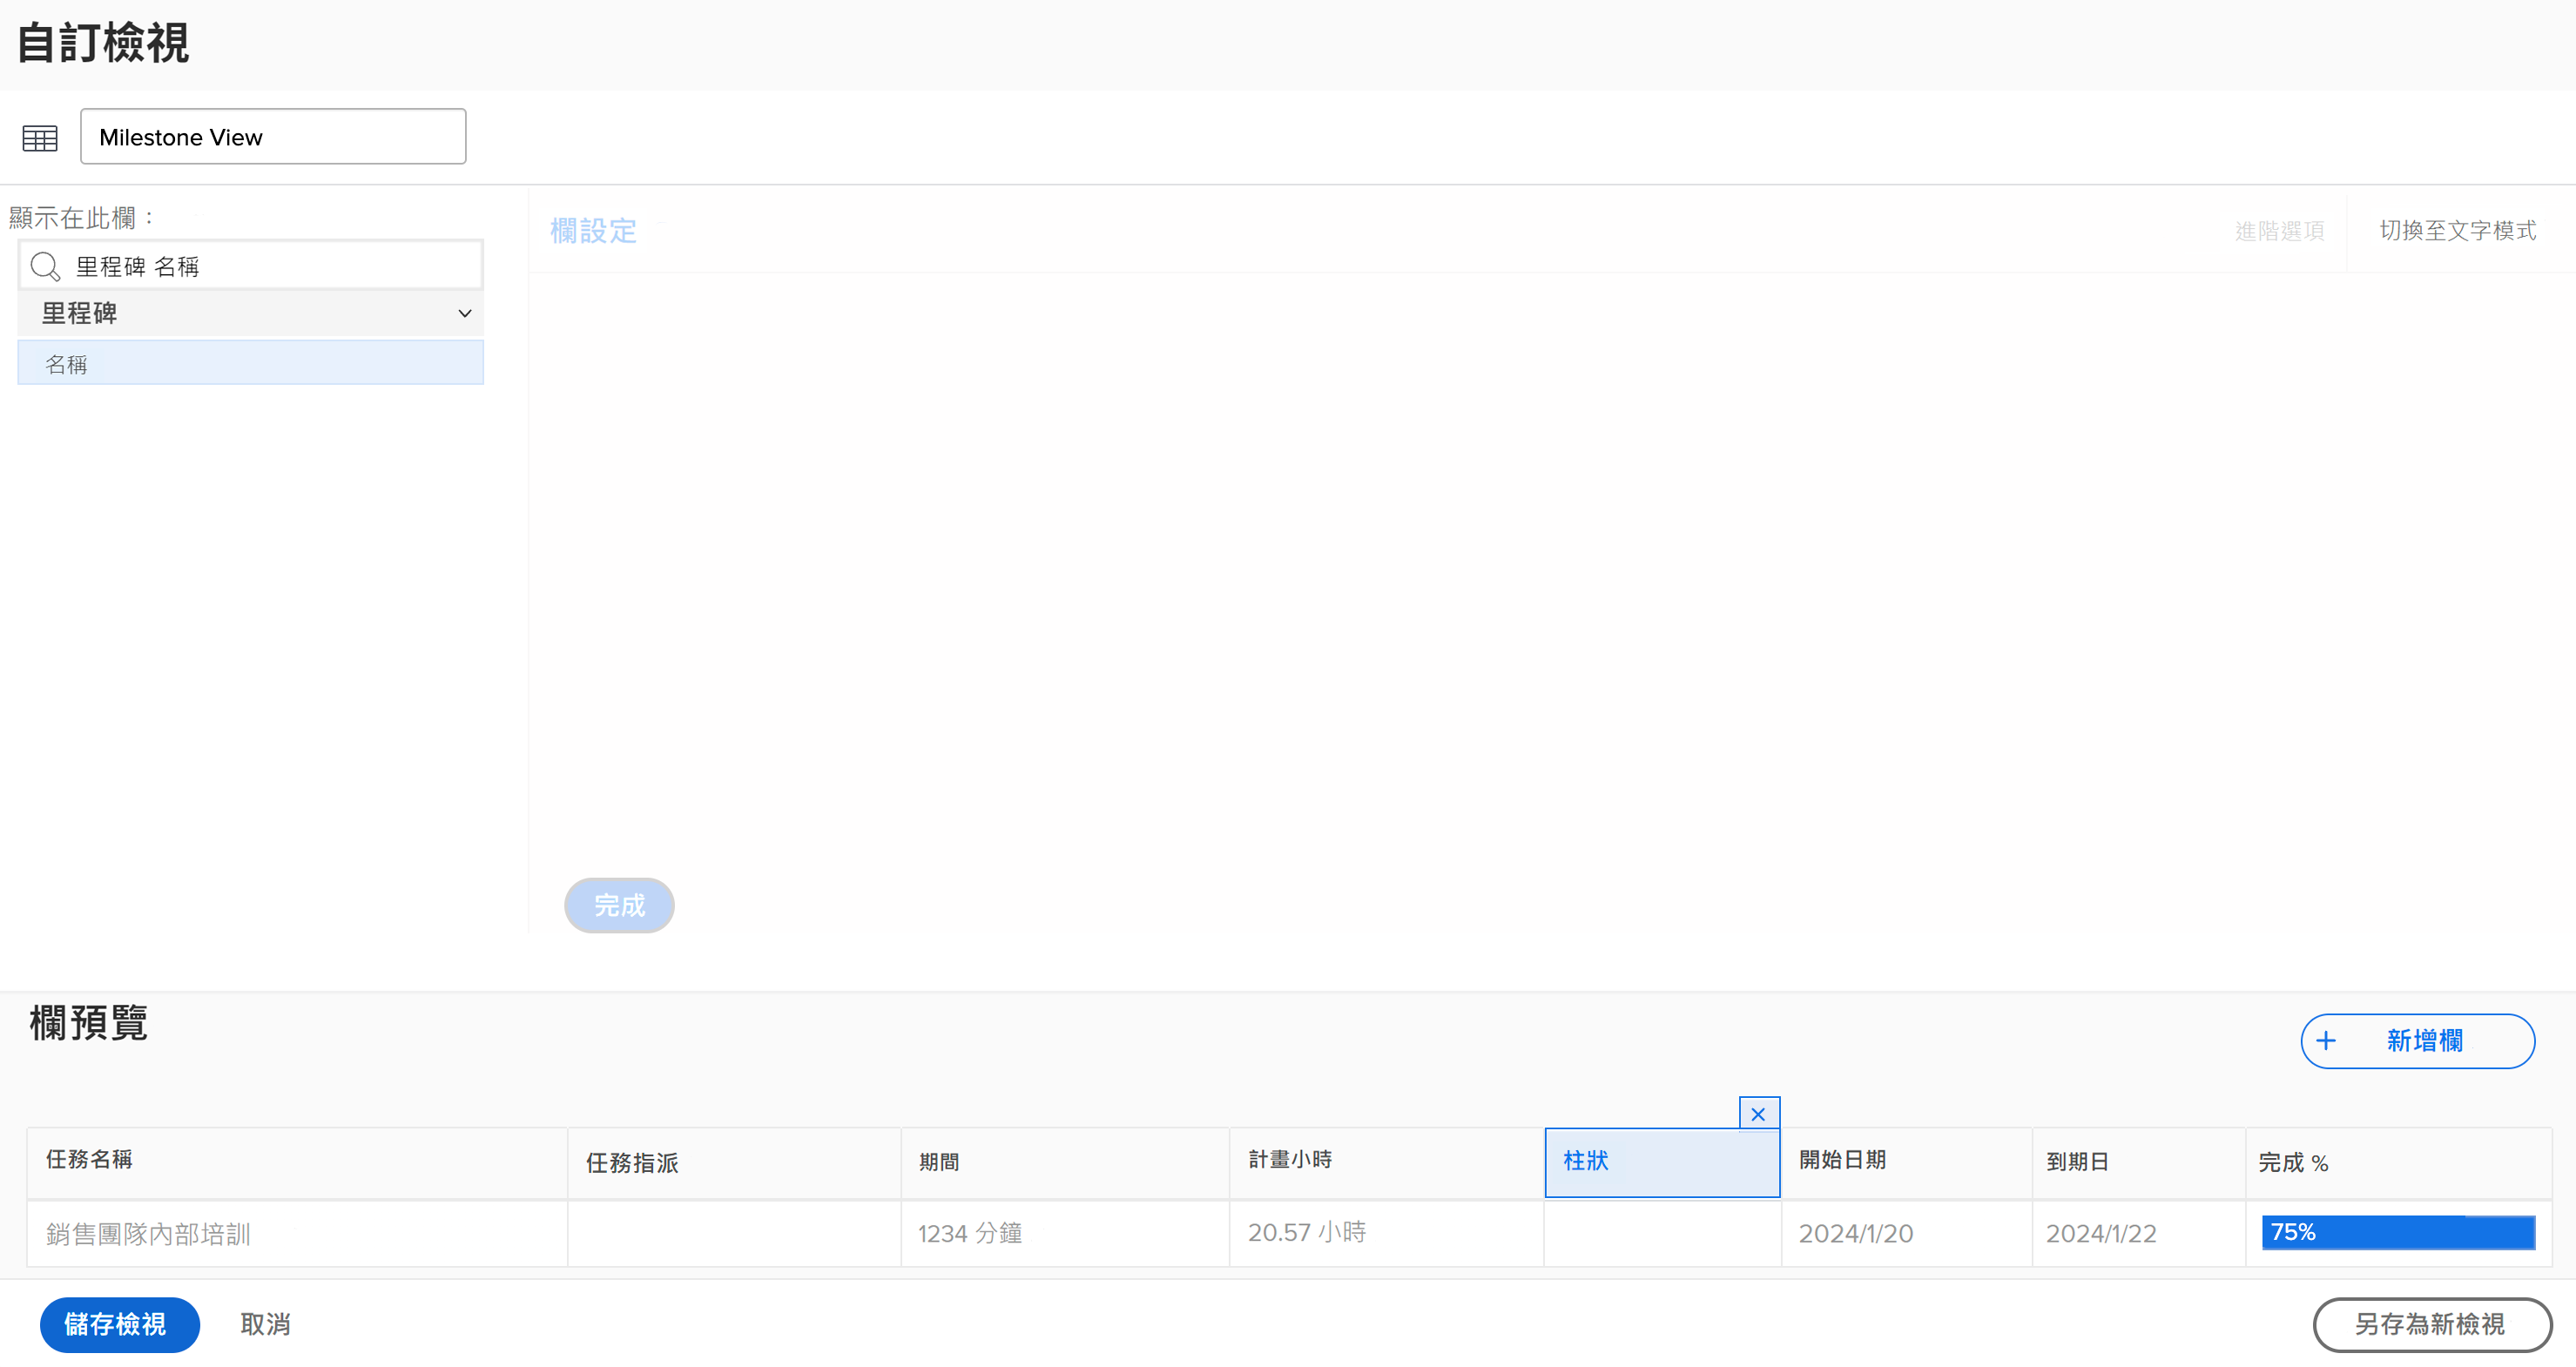 自訂檢視
Milestone View
顯示在此欄：
里程碑 名稱
里程碑
名稱
欄設定
進階選項
切換至文字模式
完成
欄預覽
新增欄
任務名稱 任務指派 期間 計畫小時 柱狀 開始日期 到期日 完成 %
銷售團隊內部培訓 1234 分鐘 20.57 小時 2024/1/20 2024/1/22 75%
儲存檢視 取消 另存為新檢視